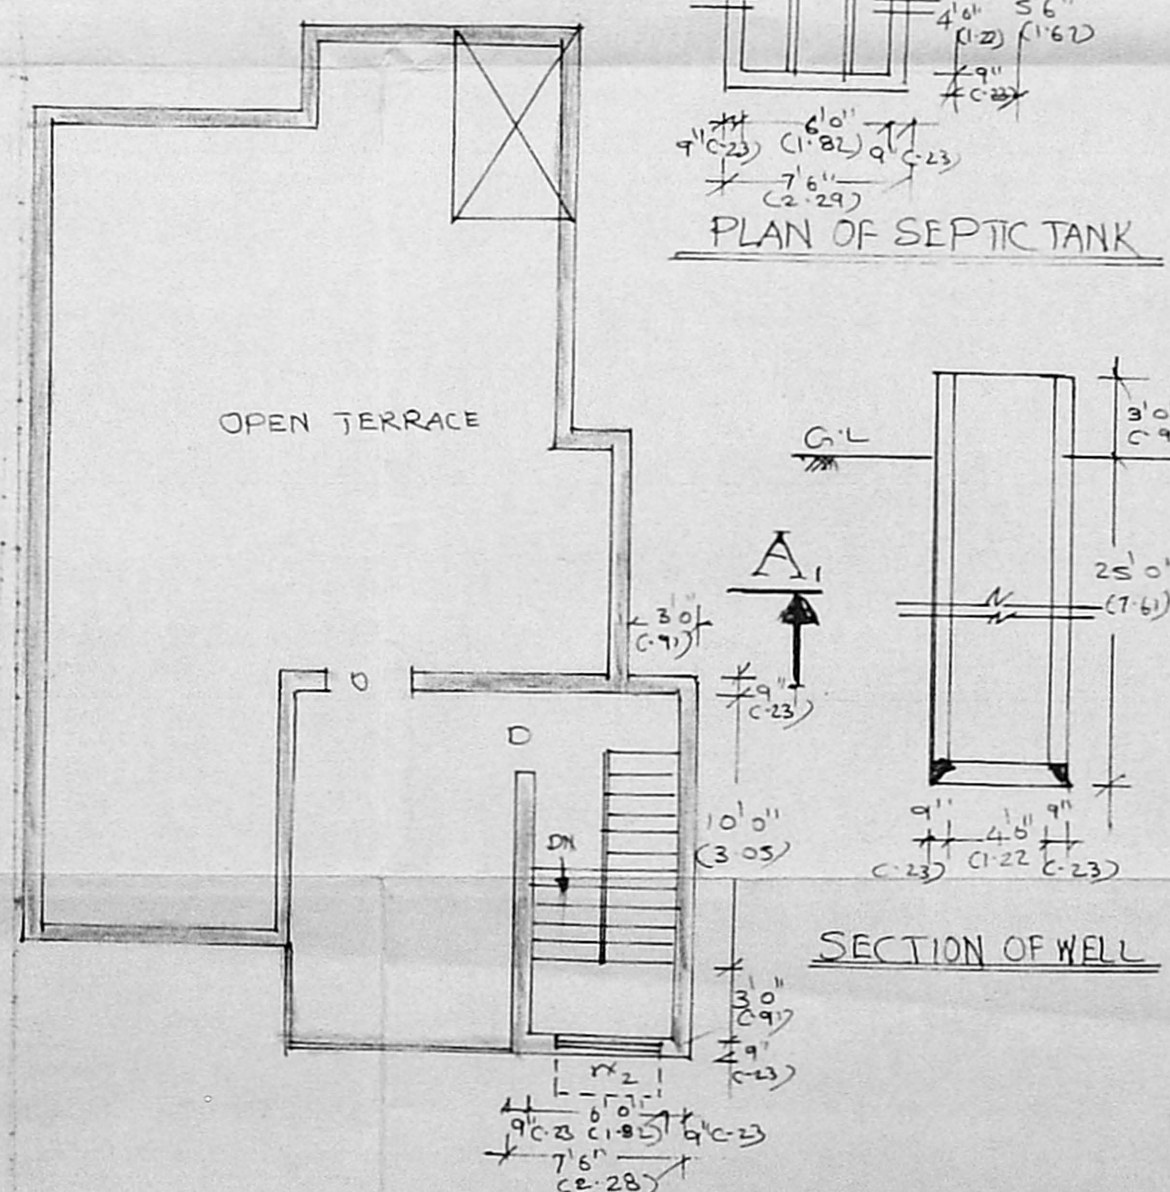 4'0" 5'6"
(1.22) (1.62)
9"
(.23)
6'0"
9"(.23) (1.82) 9"(.23)
7'6"
(2.29)
PLAN OF SEPTIC TANK
OPEN TERRACE
G.L
3'0
25'0"
(7.61)
A1
3'0"
(.91)
9"
(.23)
D
D
DN
10'0"
(3.05)
9" 4'0" 9"
(.23) (1.22 (.23)
SECTION OF WELL
3'0"
(.91)
9"
(.23)
6'0"
9"(.23 (1.82) 9"(.23
7'6"
(2.28)